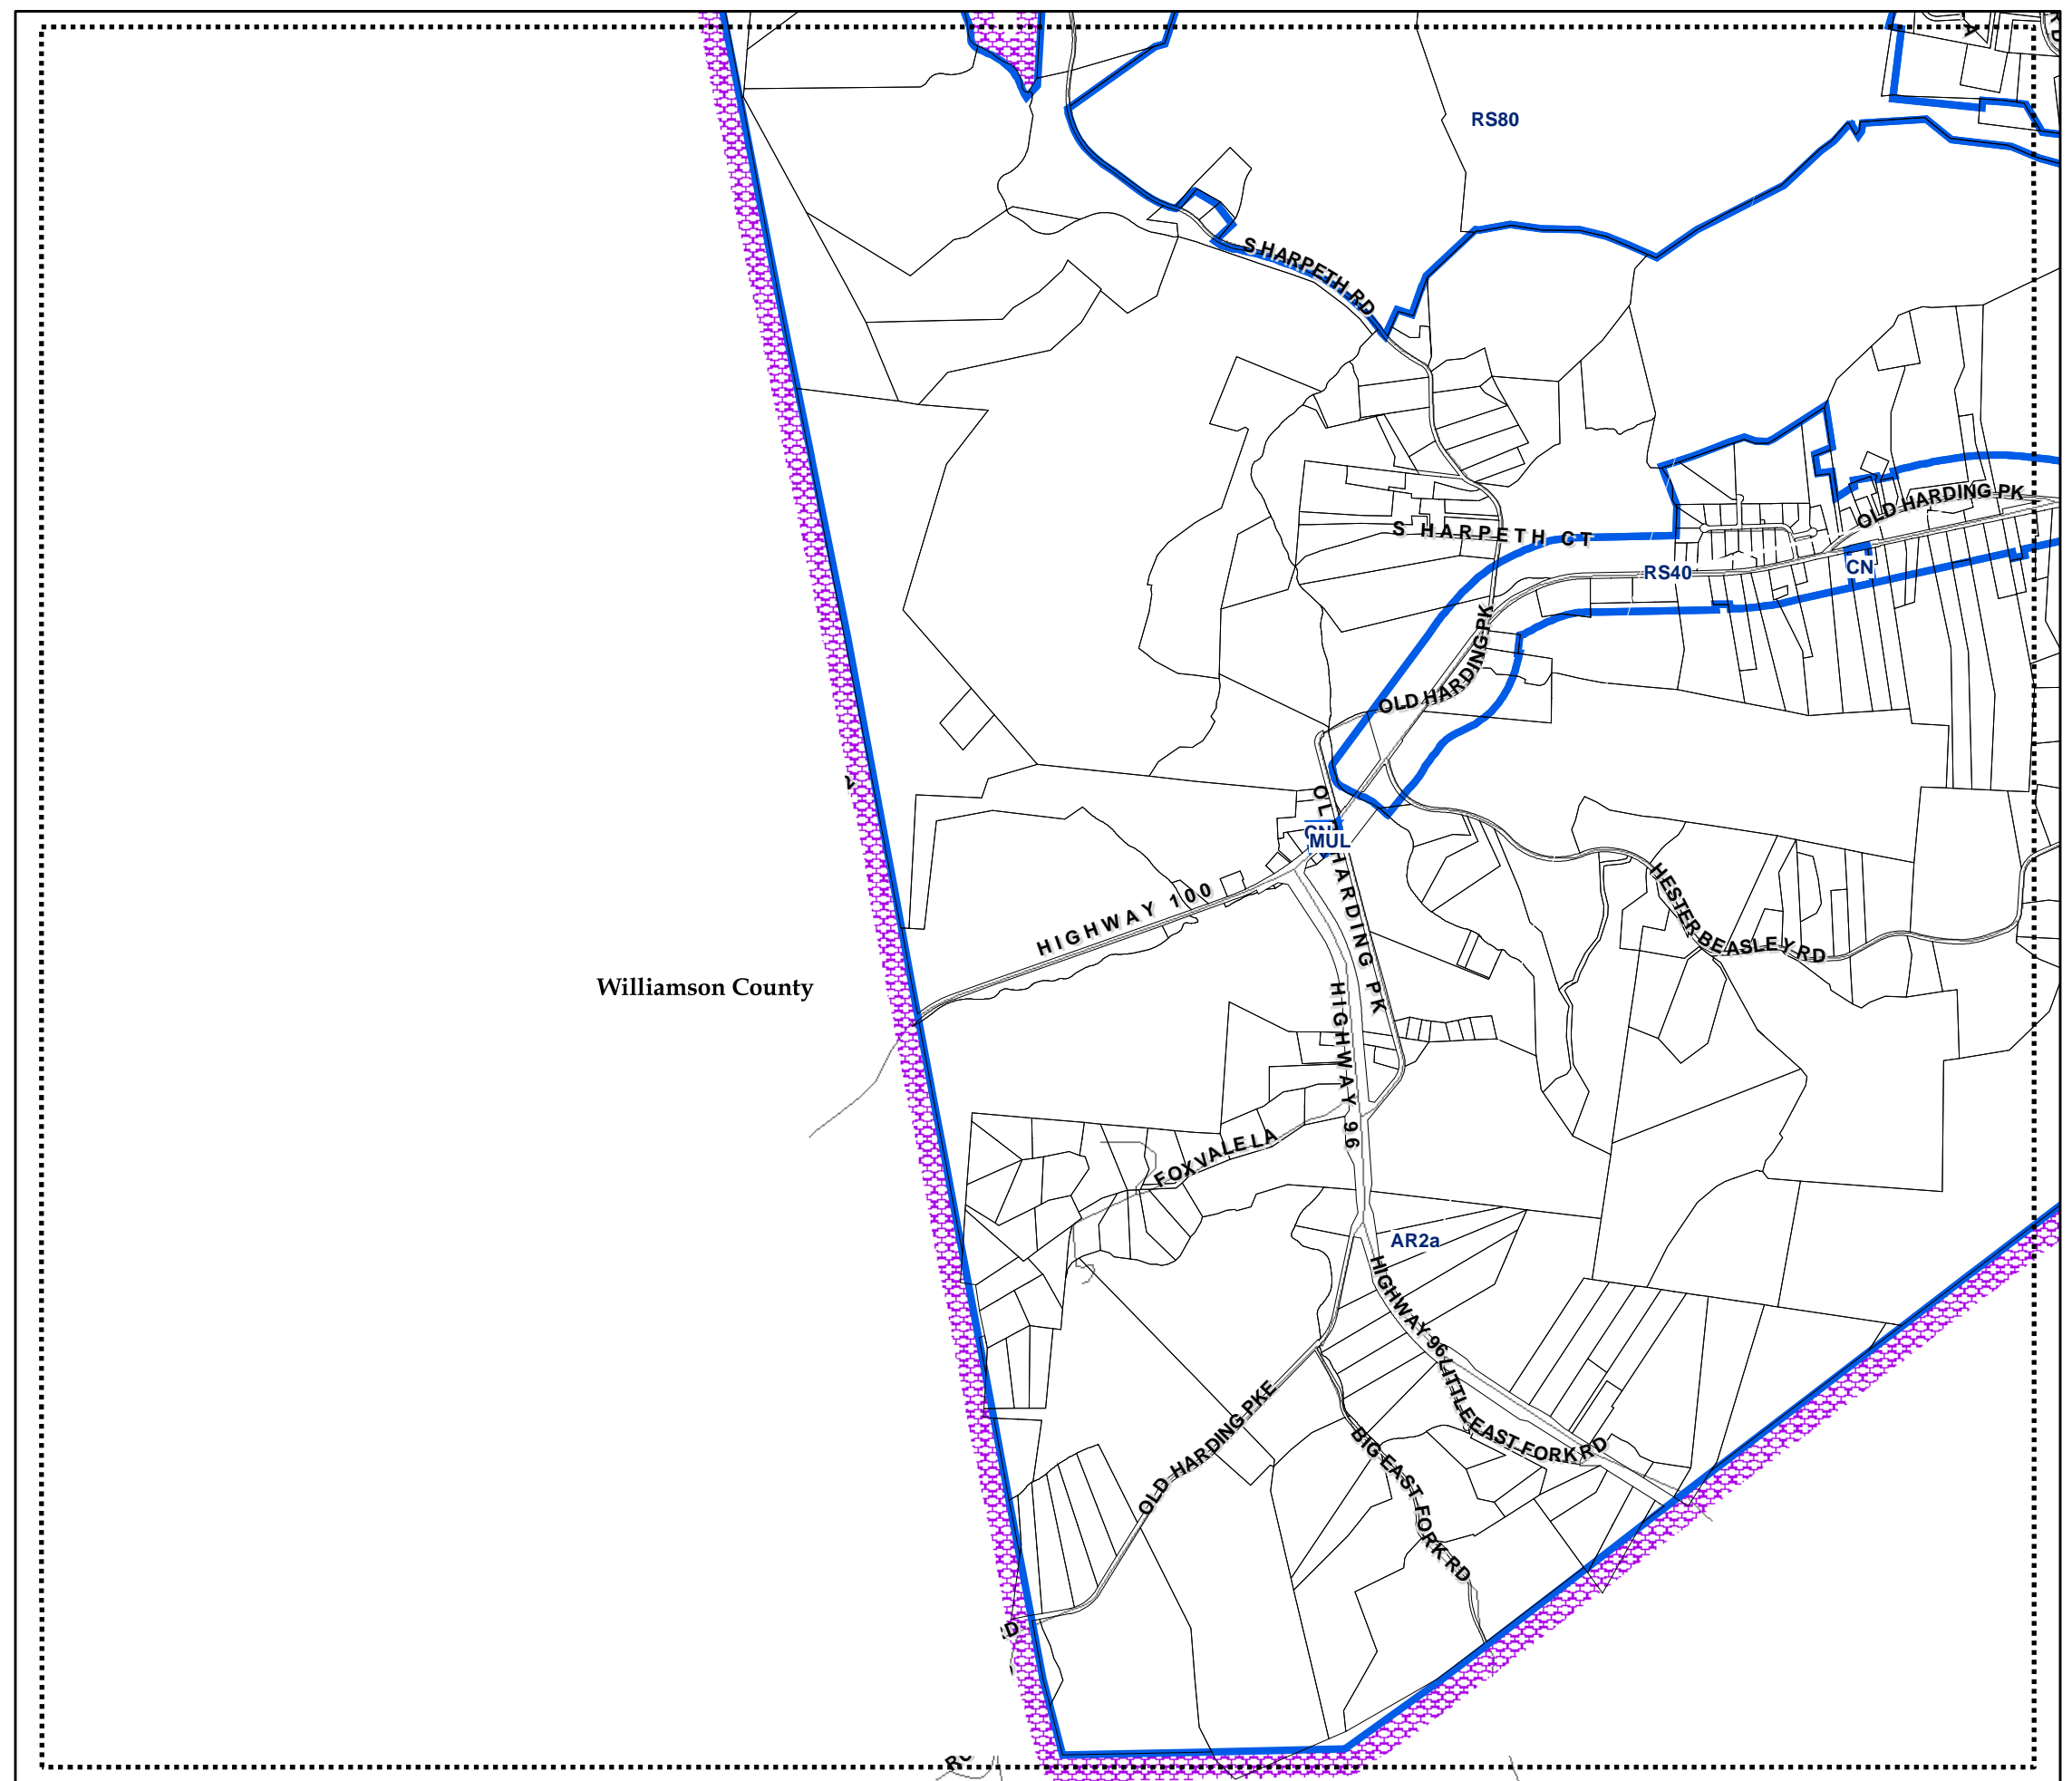 RS80
S HARPETH RD
OLD HARDING PK
S HARPETH CT
RS40
CN
OLD HARDING PK
OLD HARDING PK
CN
MUL
HIGHWAY 100
HESTER BEASLEY RD
Williamson County
HIGHWAY 96
FOXVALE LA
AR2a
HIGHWAY 96
LITTLE EAST FORK RD
OLD HARDING PKE
BIG EAST FORK RD